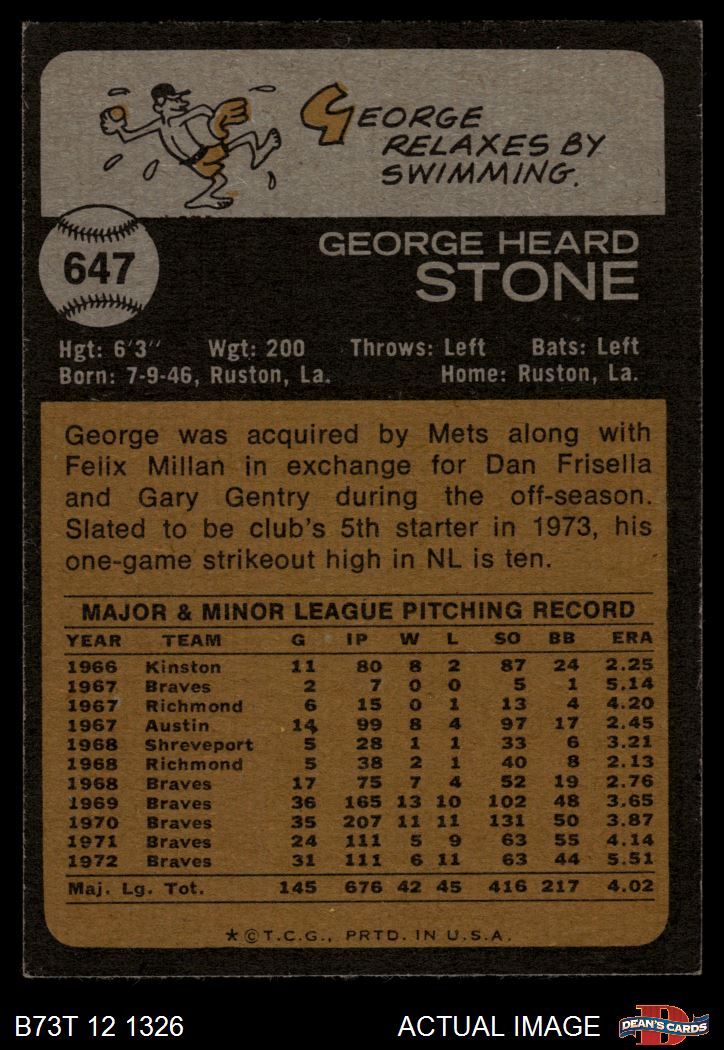 GEORGE
RELAXES BY
SWIMMING.
647
GEORGE HEARD
STONE
Hgt: 6'3" Wgt: 200 Throws: Left Bats: Left
Born: 7-9-46, Ruston, La. Home: Ruston, La.
George was acquired by Mets along with
Felix Millan in exchange for Dan Frisella
and Gary Gentry during the off-season.
Slated to be club's 5th starter in 1973, his
one-game strikeout high in NL is ten.
MAJOR & MINOR LEAGUE PITCHING RECORD
YEAR TEAM G IP W L SO BB ERA
1966 Kinston 11 80 8 2 87 24 2.25
1967 Braves 2 7 0 0 5 1 5.14
1967 Richmond 6 15 0 1 13 4 4.20
1967 Austin 14 99 8 4 97 17 2.45
1968 Shreveport 5 28 1 1 33 6 3.21
1968 Richmond 5 38 2 1 40 8 2.13
1968 Braves 17 75 7 4 52 19 2.76
1969 Braves 36 165 13 10 102 48 3.65
1970 Braves 35 207 11 11 131 50 3.87
1971 Braves 24 111 5 9 63 55 4.14
1972 Braves 31 111 6 11 63 44 5.51
Maj. Lg. Tot. 145 676 42 45 416 217 4.02
★©T.C.G., PRTD. IN U.S.A.
B73T 12 1326 ACTUAL IMAGE D DEAN'S CARDS